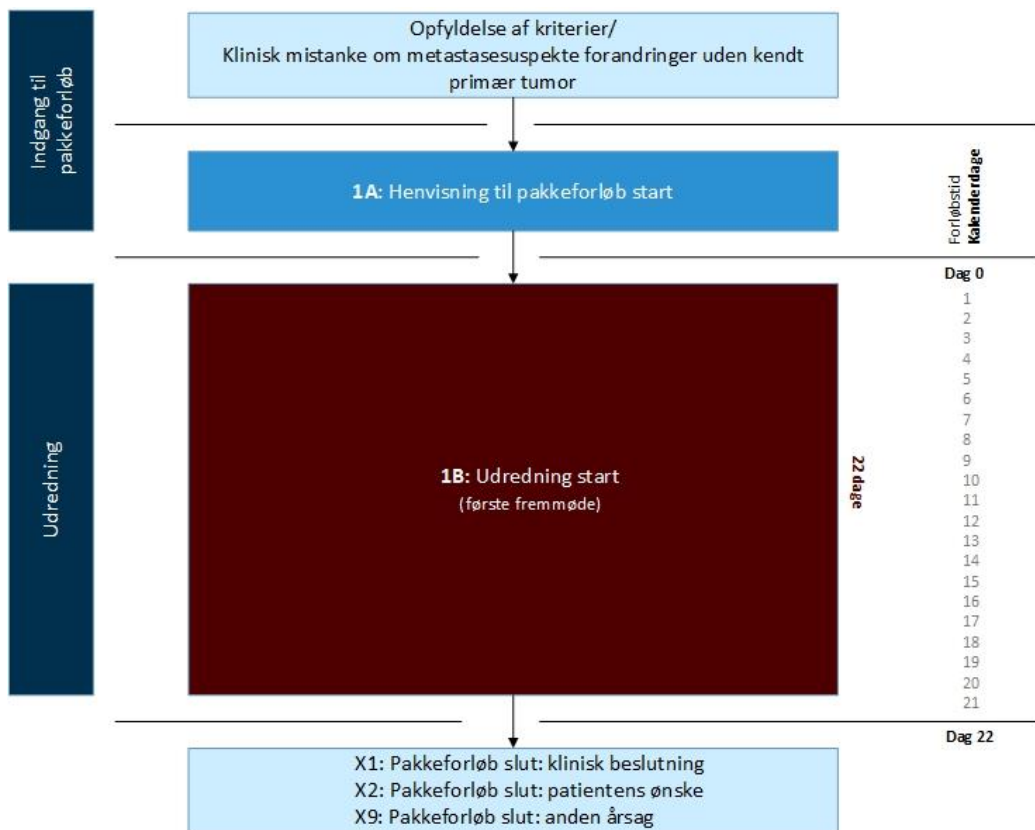 Indgang til
pakkeforløb
Opfyldelse af kriterier/
Klinisk mistanke om metastasesuspekte forandringer uden kendt
primær tumor
1A: Henvisning til pakkeforløb start
Forløbstid
Kalenderdage
Udredning
1B: Udredning start
(første fremmøde)
22 dage
Dag 0
1
2
3
4
5
6
7
8
9
10
11
12
13
14
15
16
17
18
19
20
21
Dag 22
X1: Pakkeforløb slut: klinisk beslutning
X2: Pakkeforløb slut: patientens ønske
X9: Pakkeforløb slut: anden årsag